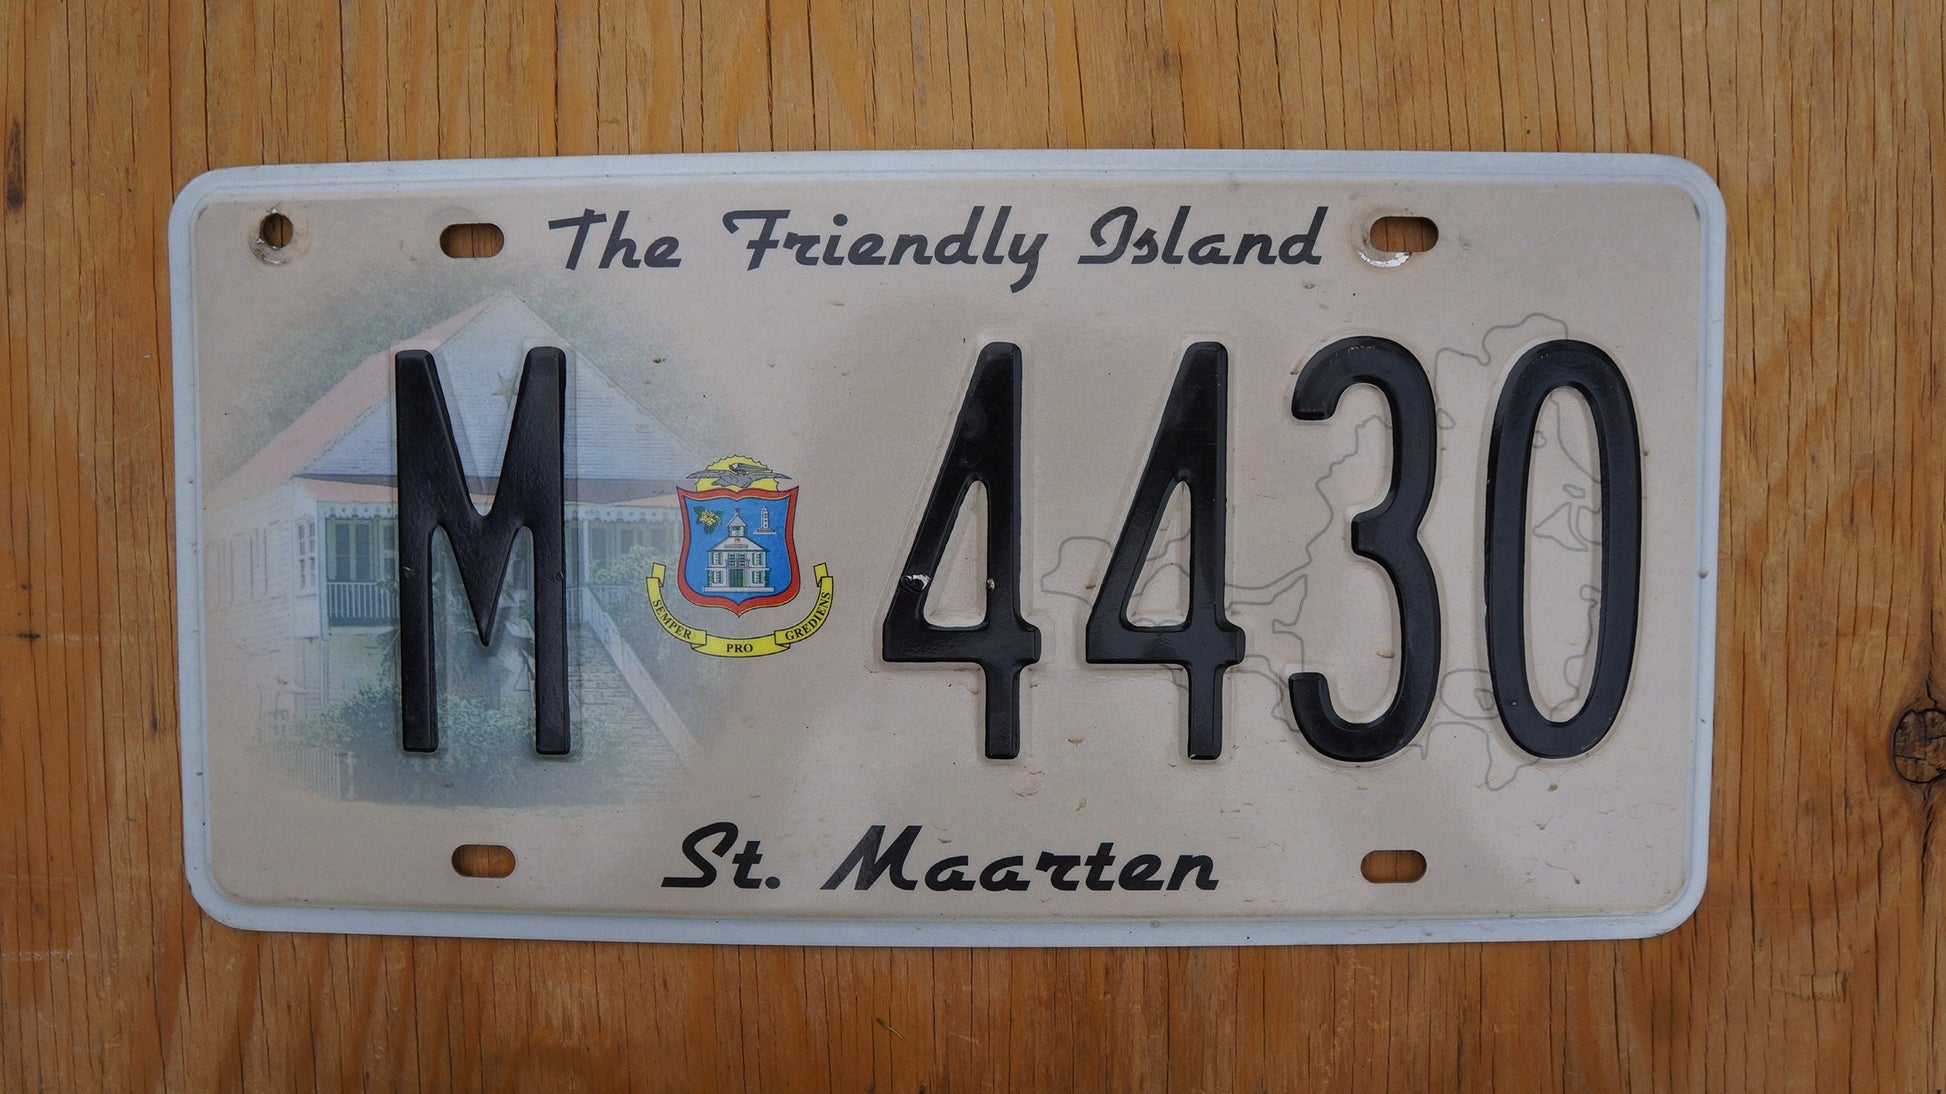 The Friendly Island
M 4430
SEMPER PRO GREDIENS
St. Maarten